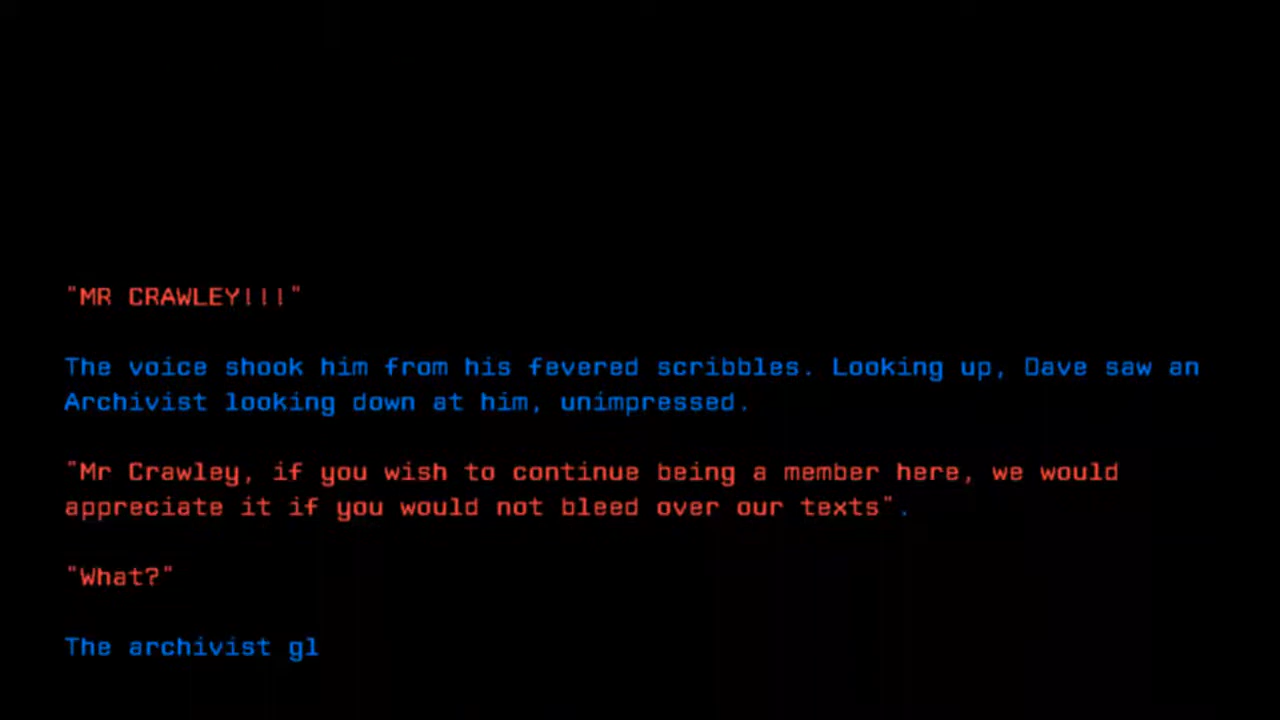 "MR CRAWLEY!!!"
The voice shook him from his fevered scribbles. Looking up, Dave saw an
Archivist looking down at him, unimpressed.
"Mr Crawley, if you wish to continue being a member here, we would
appreciate it if you would not bleed over our texts".
"What?"
The archivist gl